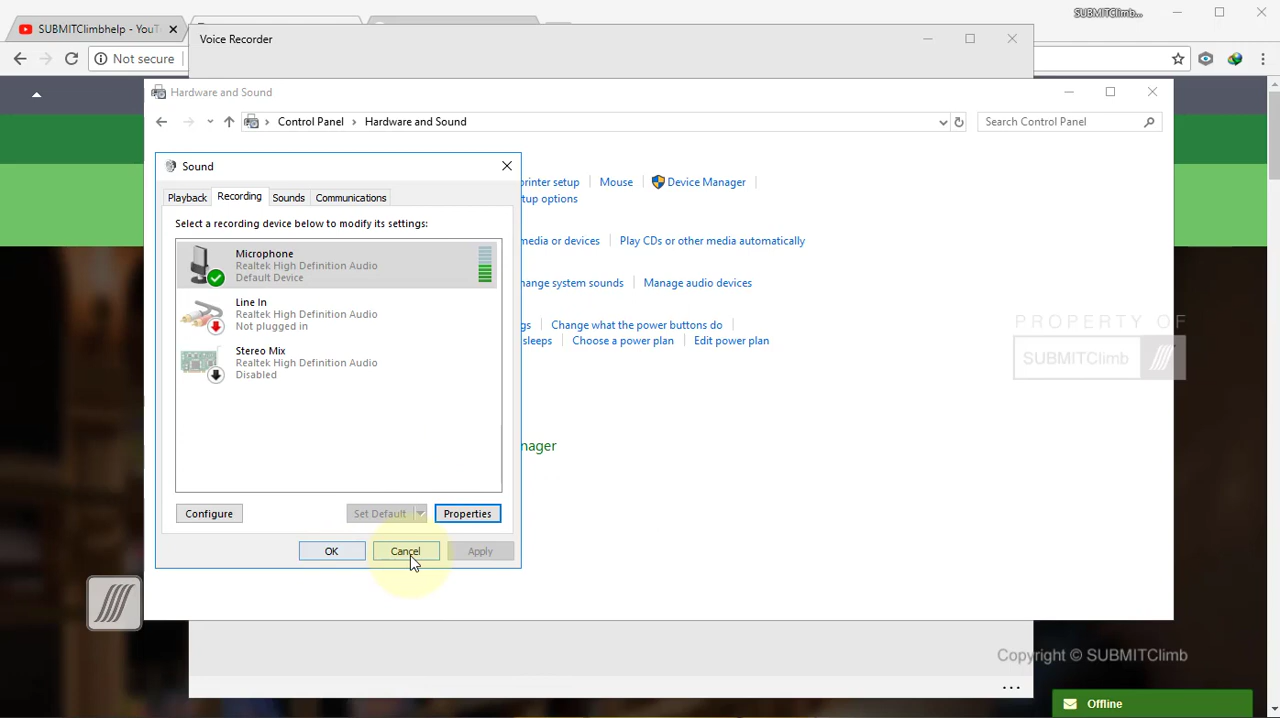 SUBMITClimbhelp - YouT
SUBMITClimb...
Not secure
Voice Recorder
Hardware and Sound
Control Panel
Hardware and Sound
Search Control Panel
Sound
Playback
Recording
Sounds
Communications
Select a recording device below to modify its settings:
Microphone
Realtek High Definition Audio
Default Device
Line In
Realtek High Definition Audio
Not plugged in
Stereo Mix
Realtek High Definition Audio
Disabled
Configure
Set Default
Properties
OK
Cancel
Apply
printer setup
Mouse
Device Manager
tup options
media or devices
Play CDs or other media automatically
hange system sounds
Manage audio devices
gs
Change what the power buttons do
sleeps
Choose a power plan
Edit power plan
nager
PROPERTY OF
SUBMITClimb
Copyright © SUBMITClimb
Offline